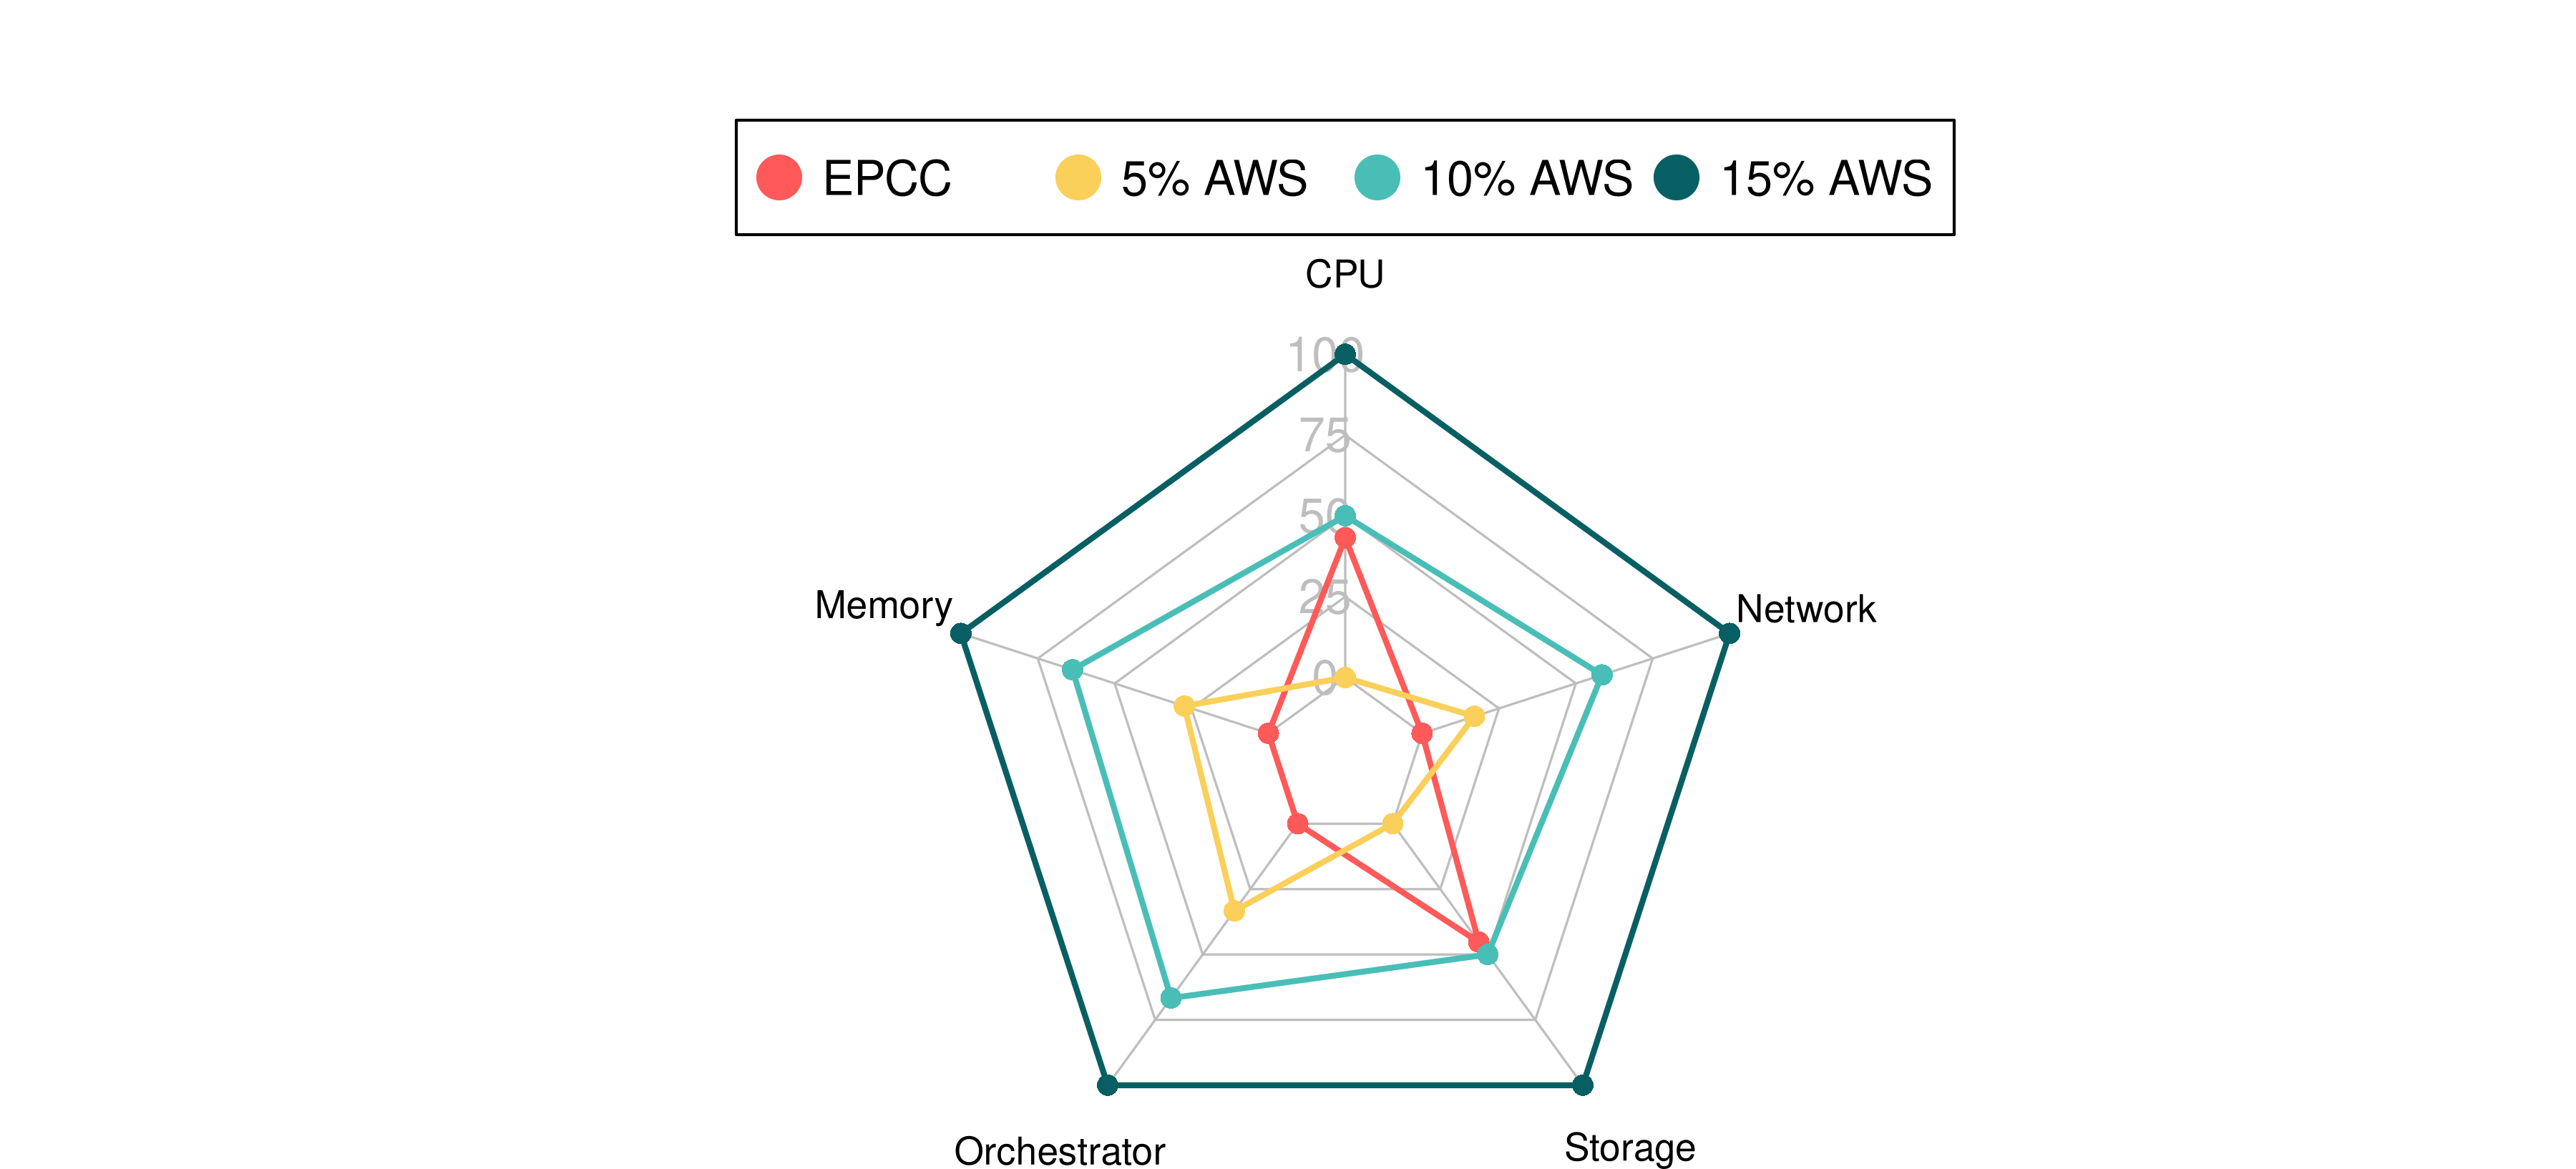 EPCC 5% AWS 10% AWS 15% AWS
CPU
100
75
50
25
0
Memory
Network
Orchestrator
Storage